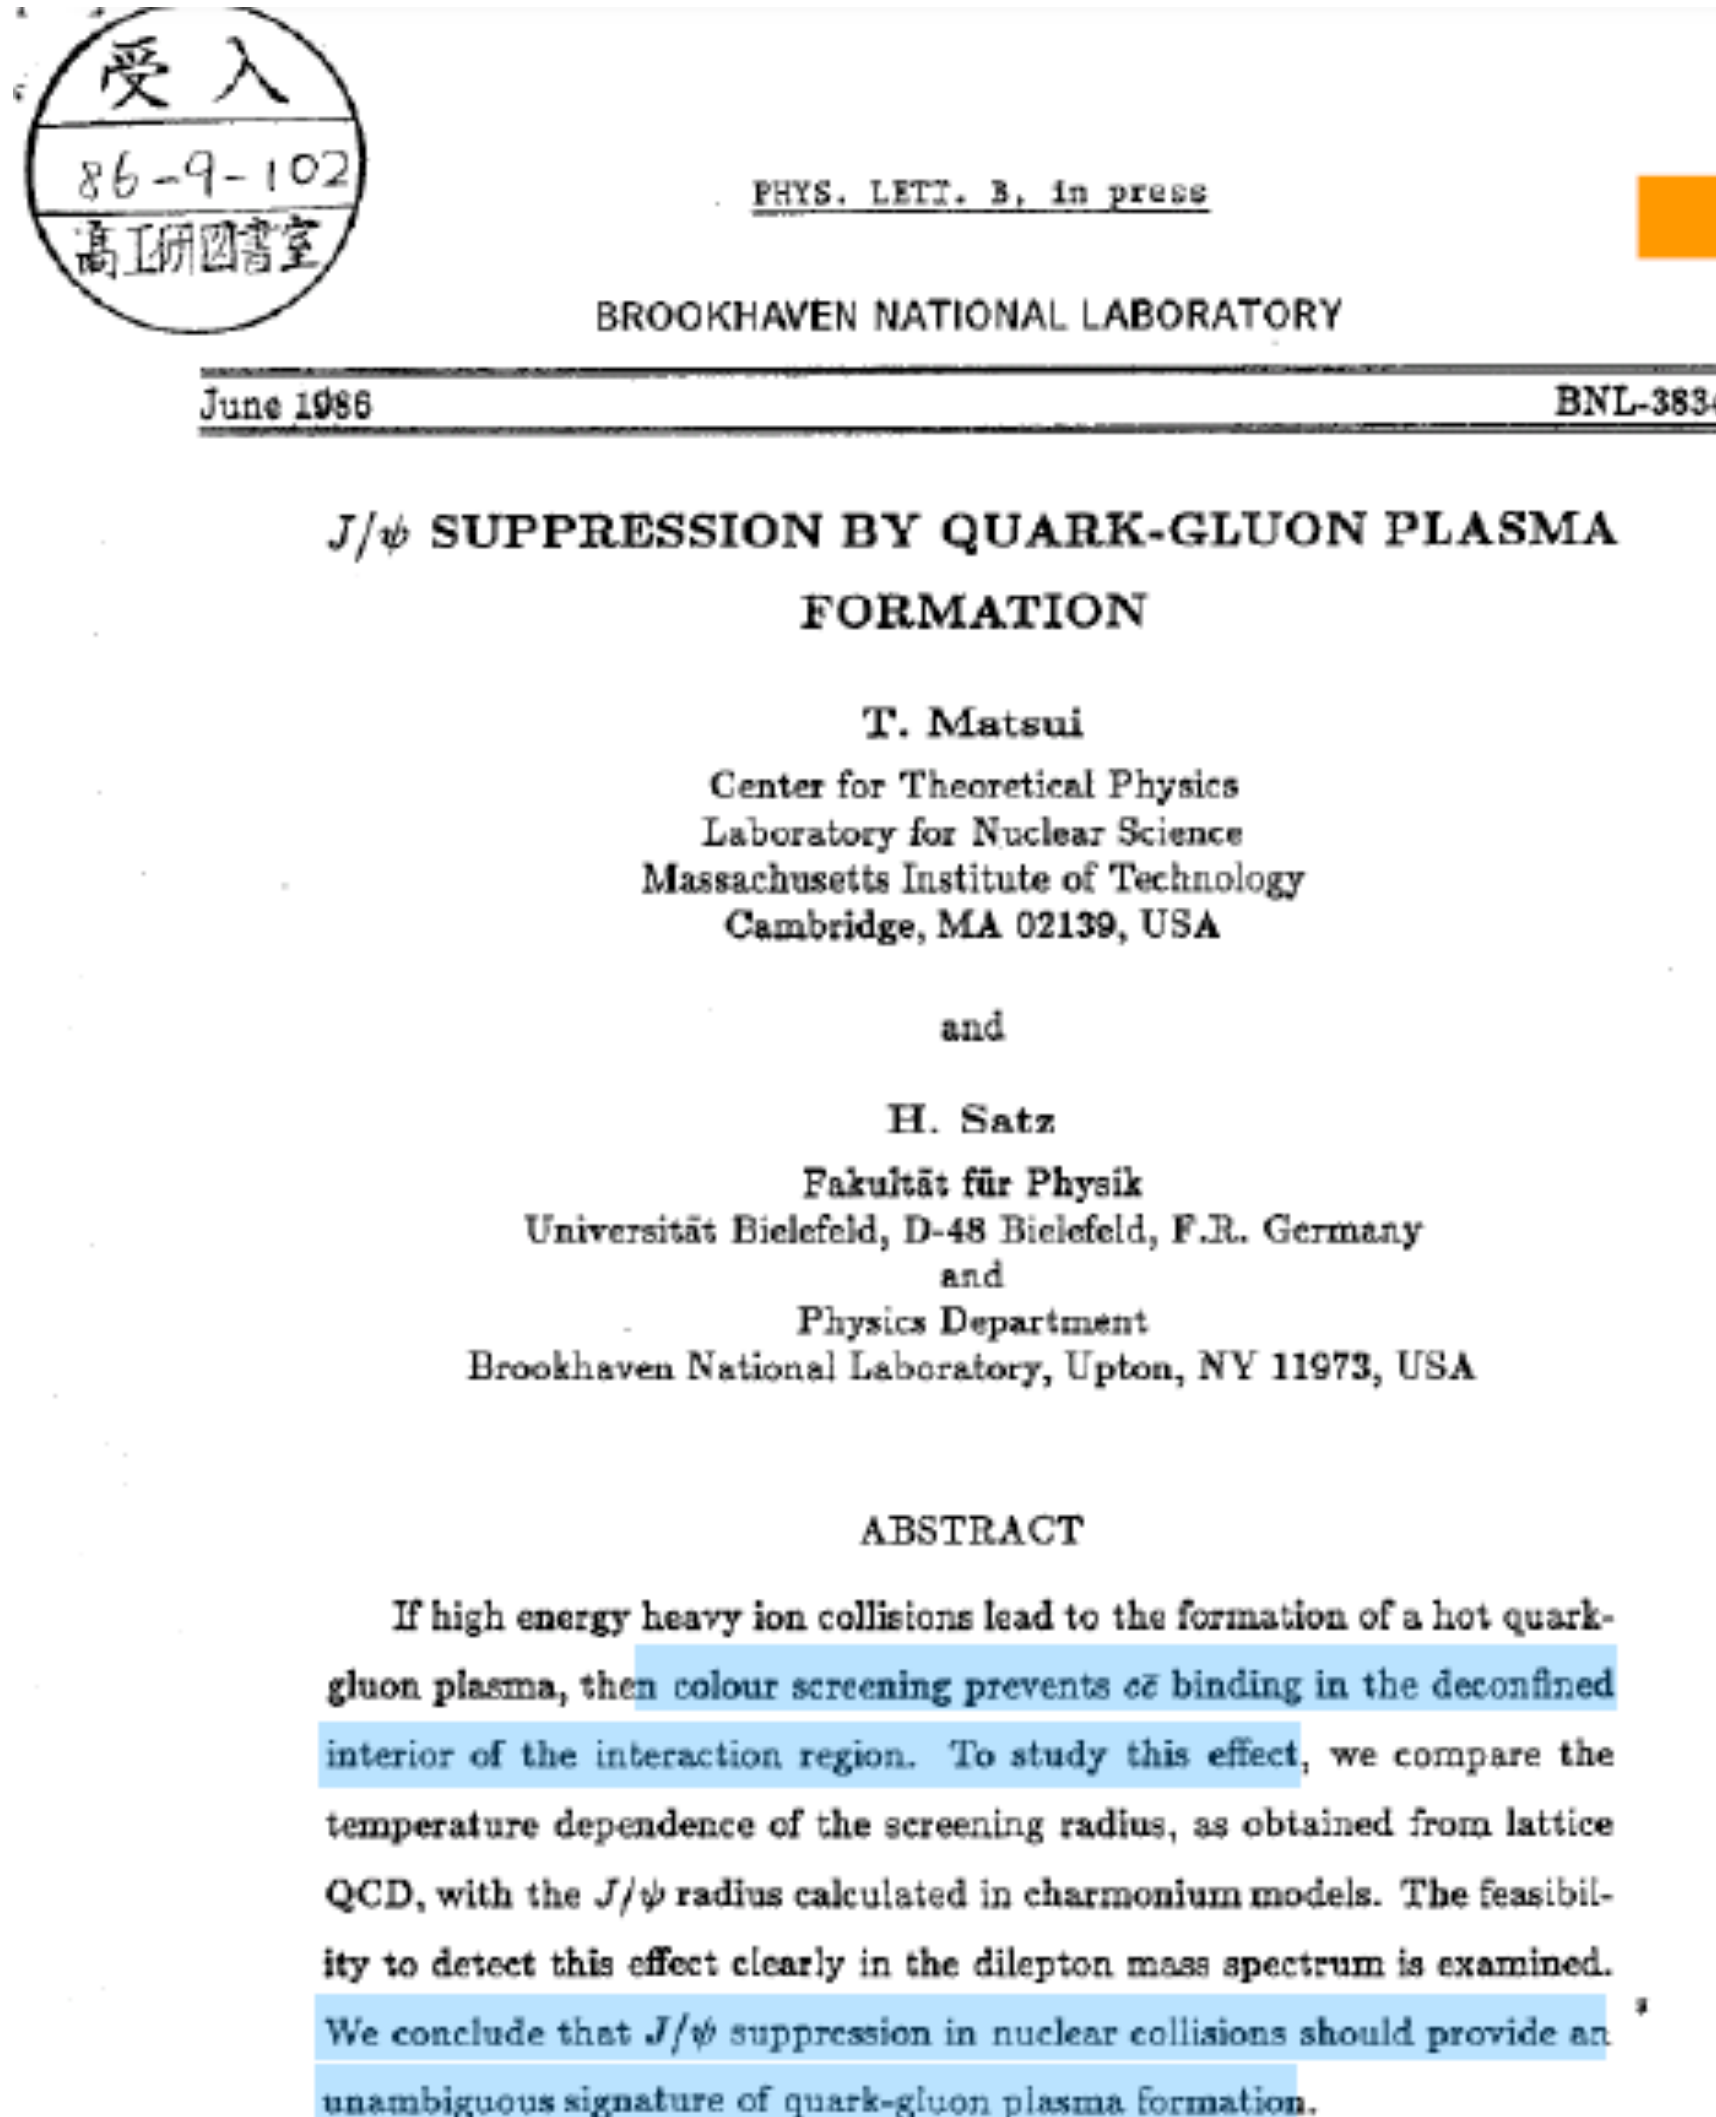 受入
86-9-102
高工研図書室
PHYS. LETT. B, in press
BROOKHAVEN NATIONAL LABORATORY
June 1986
BNL-383
J/ψ SUPPRESSION BY QUARK-GLUON PLASMA
FORMATION
T. Matsui
Center for Theoretical Physics
Laboratory for Nuclear Science
Massachusetts Institute of Technology
Cambridge, MA 02139, USA
and
H. Satz
Fakultät für Physik
Universität Bielefeld, D-48 Bielefeld, F.R. Germany
and
Physics Department
Brookhaven National Laboratory, Upton, NY 11973, USA
ABSTRACT
If high energy heavy ion collisions lead to the formation of a hot quark-
gluon plasma, then colour screening prevents cc̄ binding in the deconfined
interior of the interaction region. To study this effect, we compare the
temperature dependence of the screening radius, as obtained from lattice
QCD, with the J/ψ radius calculated in charmonium models. The feasibil-
ity to detect this effect clearly in the dilepton mass spectrum is examined.
We conclude that J/ψ suppression in nuclear collisions should provide an
unambiguous signature of quark-gluon plasma formation.